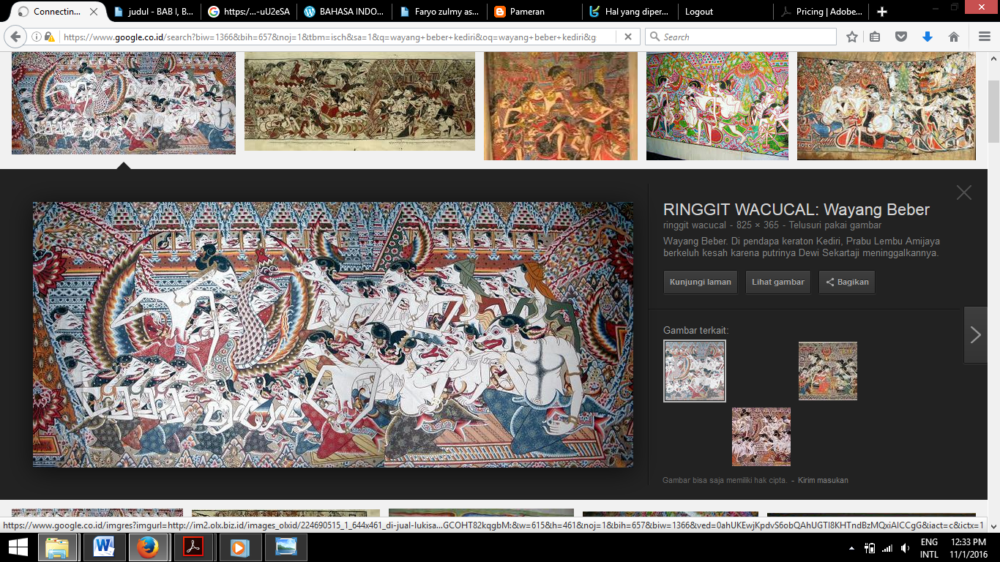 Connectin...
judul - BAB I, B...
https:/...-uU2eSA
BAHASA INDO...
Faryo zulmy as...
Pameran
Hal yang diper...
Logout
Pricing | Adobe...
https://www.google.co.id/search?biw=1366&bih=657&noj=1&tbm=isch&sa=1&q=wayang+beber+kediri&oq=wayang+beber+kediri&g
Search
RINGGIT WACUCAL: Wayang Beber
ringgit wacucal - 825 × 365 - Telusuri pakai gambar
Wayang Beber. Di pendapa keraton Kediri, Prabu Lembu Amijaya
berkeluh kesah karena putrinya Dewi Sekartaji meninggalkannya.
Kunjungi laman
Lihat gambar
Bagikan
Gambar terkait:
Gambar bisa saja memiliki hak cipta. - Kirim masukan
https://www.google.co.id/imgres?imgurl=http://im2.olx.biz.id/images_olxid/224690515_1_644x461_di-jual-lukisa...GCOHT82kqgbM:&w=615&h=461&noj=1&bih=657&biw=1366&ved=0ahUKEwjKpdvS6obQAhUGTI8KHTndBzMQxiAICCgG&iact=c&ictx=1
ENG
INTL
12:33 PM
11/1/2016